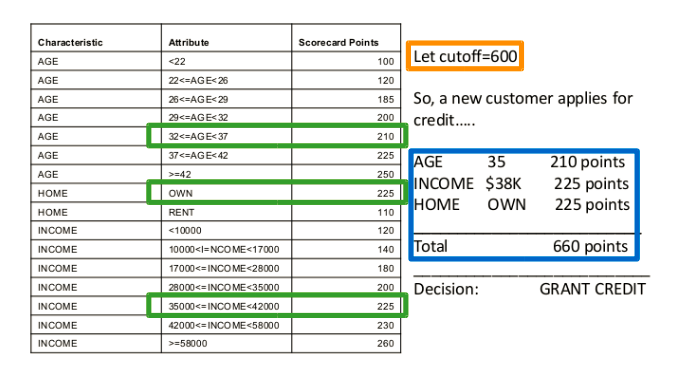 Characteristic Attribute Scorecard Points
AGE <22 100
AGE 22<=AGE<26 120
AGE 26<=AGE<29 185
AGE 29<=AGE<32 200
AGE 32<=AGE<37 210
AGE 37<=AGE<42 225
AGE >=42 250
HOME OWN 225
HOME RENT 110
INCOME <10000 120
INCOME 10000<I=NCOME<17000 140
INCOME 17000<=INCOME<28000 180
INCOME 28000<=INCOME<35000 200
INCOME 35000<=INCOME<42000 225
INCOME 42000<=INCOME<58000 230
INCOME >=58000 260
Let cutoff=600
So, a new customer applies for
credit…..
AGE 35 210 points
INCOME $38K 225 points
HOME OWN 225 points
Total 660 points
Decision: GRANT CREDIT